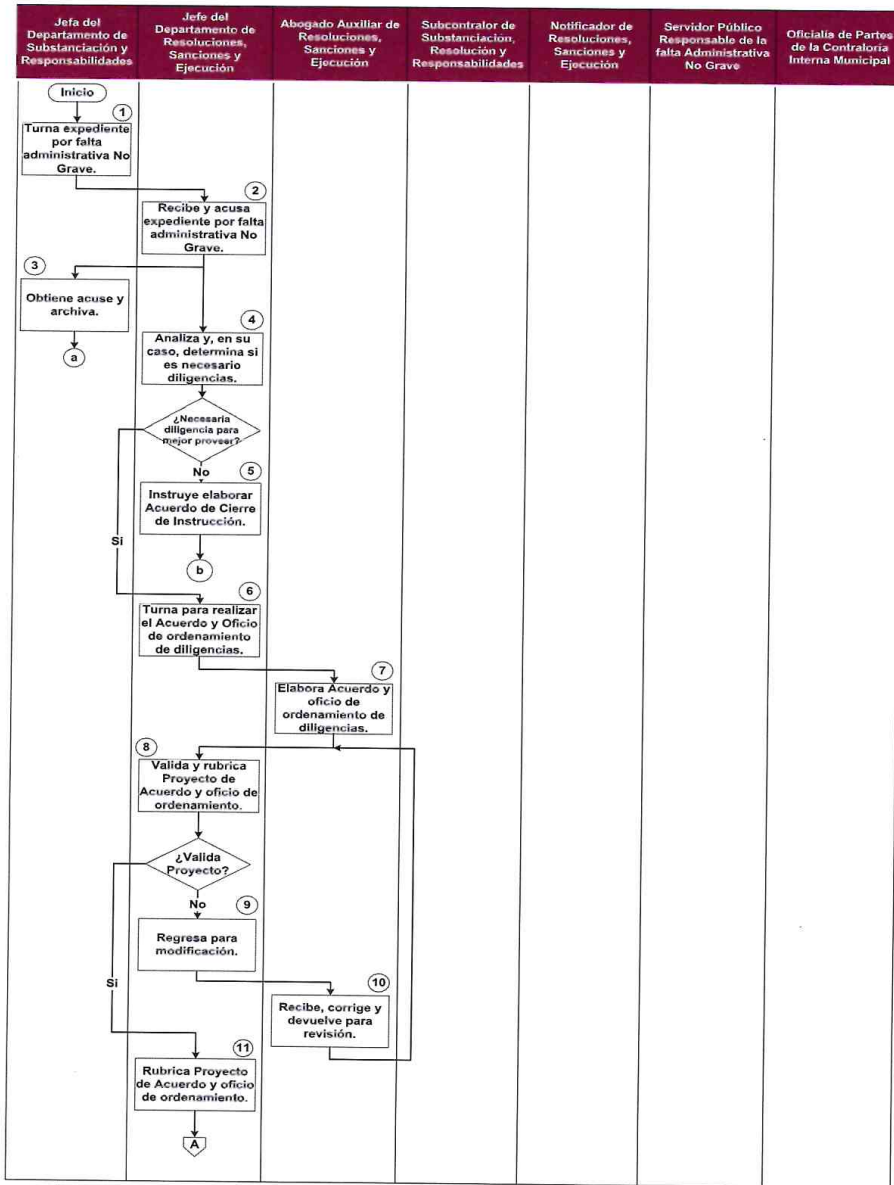 Jefa del
Departamento de
Substanciación y
Responsabilidades
Jefe del
Departamento de
Resoluciones,
Sanciones y
Ejecución
Abogado Auxiliar de
Resoluciones,
Sanciones y
Ejecución
Subcontralor de
Substanciación,
Resolución y
Responsabilidades
Notificador de
Resoluciones,
Sanciones y
Ejecución
Servidor Público
Responsable de la
falta Administrativa
No Grave
Oficialía de Partes
de la Contraloría
Interna Municipal
Inicio
1
Turna expediente
por falta
administrativa No
Grave.
2
Recibe y acusa
expediente por falta
administrativa No
Grave.
3
Obtiene acuse y
archiva.
a
4
Analiza y, en su
caso, determina si
es necesario
diligencias.
¿Necesaria
diligencia para
mejor proveer?
No
5
Instruye elaborar
Acuerdo de Cierre
de Instrucción.
Si
b
6
Turna para realizar
el Acuerdo y Oficio
de ordenamiento
de diligencias.
7
Elabora Acuerdo y
oficio de
ordenamiento de
diligencias.
8
Valida y rubrica
Proyecto de
Acuerdo y oficio de
ordenamiento.
¿Valida
Proyecto?
No
9
Regresa para
modificación.
Si
10
Recibe, corrige y
devuelve para
revisión.
11
Rubrica Proyecto
de Acuerdo y oficio
de ordenamiento.
A